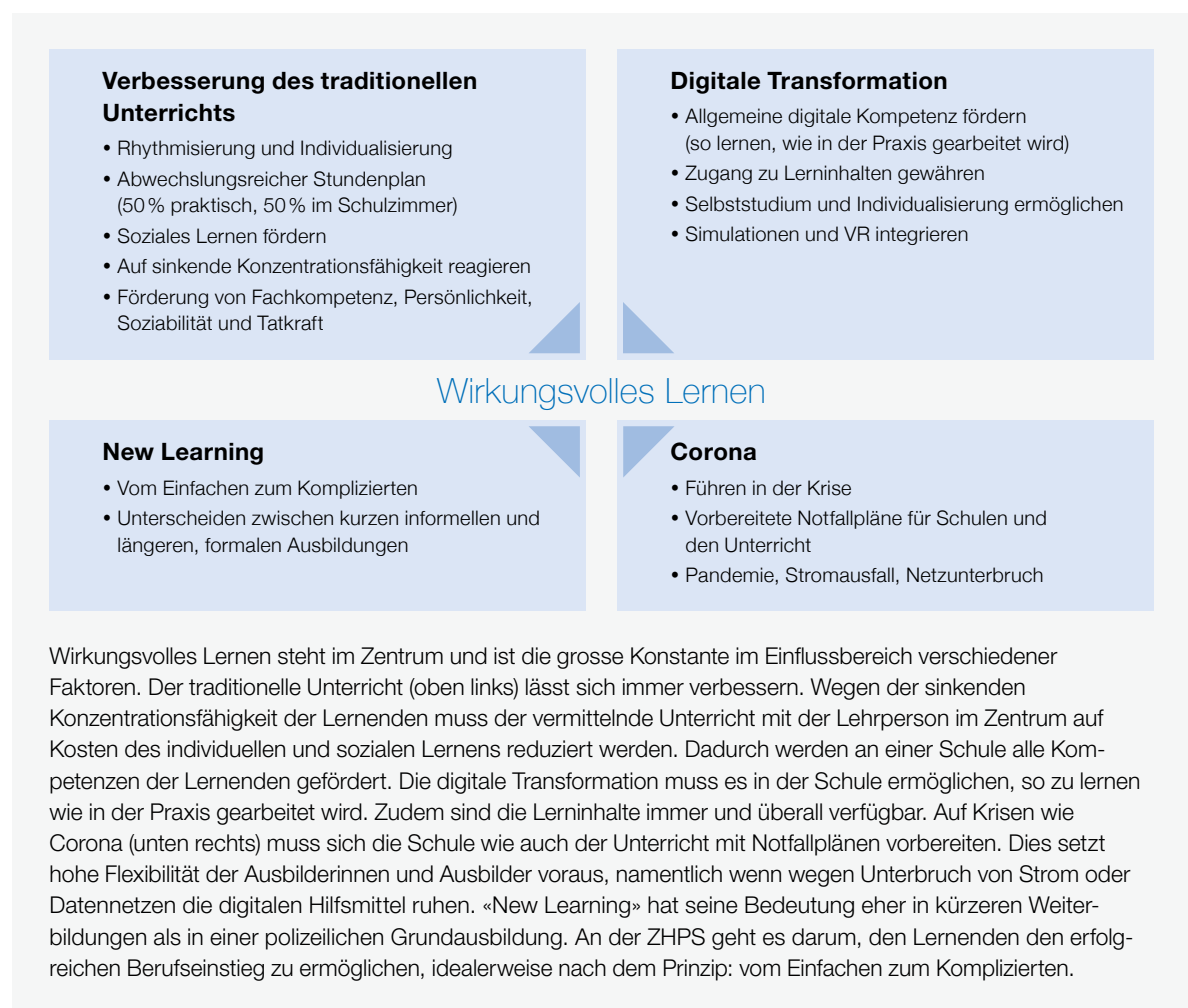 Verbesserung des traditionellen
Unterrichts
• Rhythmisierung und Individualisierung
• Abwechslungsreicher Stundenplan
(50 % praktisch, 50 % im Schulzimmer)
• Soziales Lernen fördern
• Auf sinkende Konzentrationsfähigkeit reagieren
• Förderung von Fachkompetenz, Persönlichkeit,
Soziabilität und Tatkraft
Digitale Transformation
• Allgemeine digitale Kompetenz fördern
(so lernen, wie in der Praxis gearbeitet wird)
• Zugang zu Lerninhalten gewähren
• Selbststudium und Individualisierung ermöglichen
• Simulationen und VR integrieren
Wirkungsvolles Lernen
New Learning
• Vom Einfachen zum Komplizierten
• Unterscheiden zwischen kurzen informellen und
längeren, formalen Ausbildungen
Corona
• Führen in der Krise
• Vorbereitete Notfallpläne für Schulen und
den Unterricht
• Pandemie, Stromausfall, Netzunterbruch
Wirkungsvolles Lernen steht im Zentrum und ist die grosse Konstante im Einflussbereich verschiedener
Faktoren. Der traditionelle Unterricht (oben links) lässt sich immer verbessern. Wegen der sinkenden
Konzentrationsfähigkeit der Lernenden muss der vermittelnde Unterricht mit der Lehrperson im Zentrum auf
Kosten des individuellen und sozialen Lernens reduziert werden. Dadurch werden an einer Schule alle Kom-
petenzen der Lernenden gefördert. Die digitale Transformation muss es in der Schule ermöglichen, so zu lernen
wie in der Praxis gearbeitet wird. Zudem sind die Lerninhalte immer und überall verfügbar. Auf Krisen wie
Corona (unten rechts) muss sich die Schule wie auch der Unterricht mit Notfallplänen vorbereiten. Dies setzt
hohe Flexibilität der Ausbilderinnen und Ausbilder voraus, namentlich wenn wegen Unterbruch von Strom oder
Datennetzen die digitalen Hilfsmittel ruhen. «New Learning» hat seine Bedeutung eher in kürzeren Weiter-
bildungen als in einer polizeilichen Grundausbildung. An der ZHPS geht es darum, den Lernenden den erfolg-
reichen Berufseinstieg zu ermöglichen, idealerweise nach dem Prinzip: vom Einfachen zum Komplizierten.